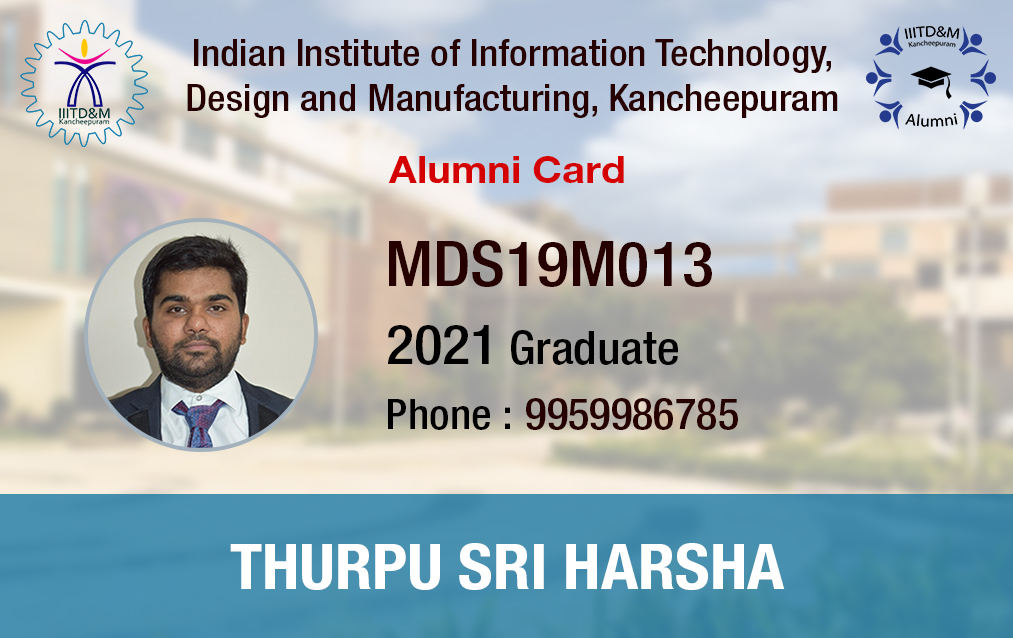 Indian Institute of Information Technology,
Design and Manufacturing, Kancheepuram
IIITD&M
Kancheepuram
IIITD&M
Kancheepuram
Alumni
Alumni Card
MDS19M013
2021 Graduate
Phone : 9959986785
THURPU SRI HARSHA